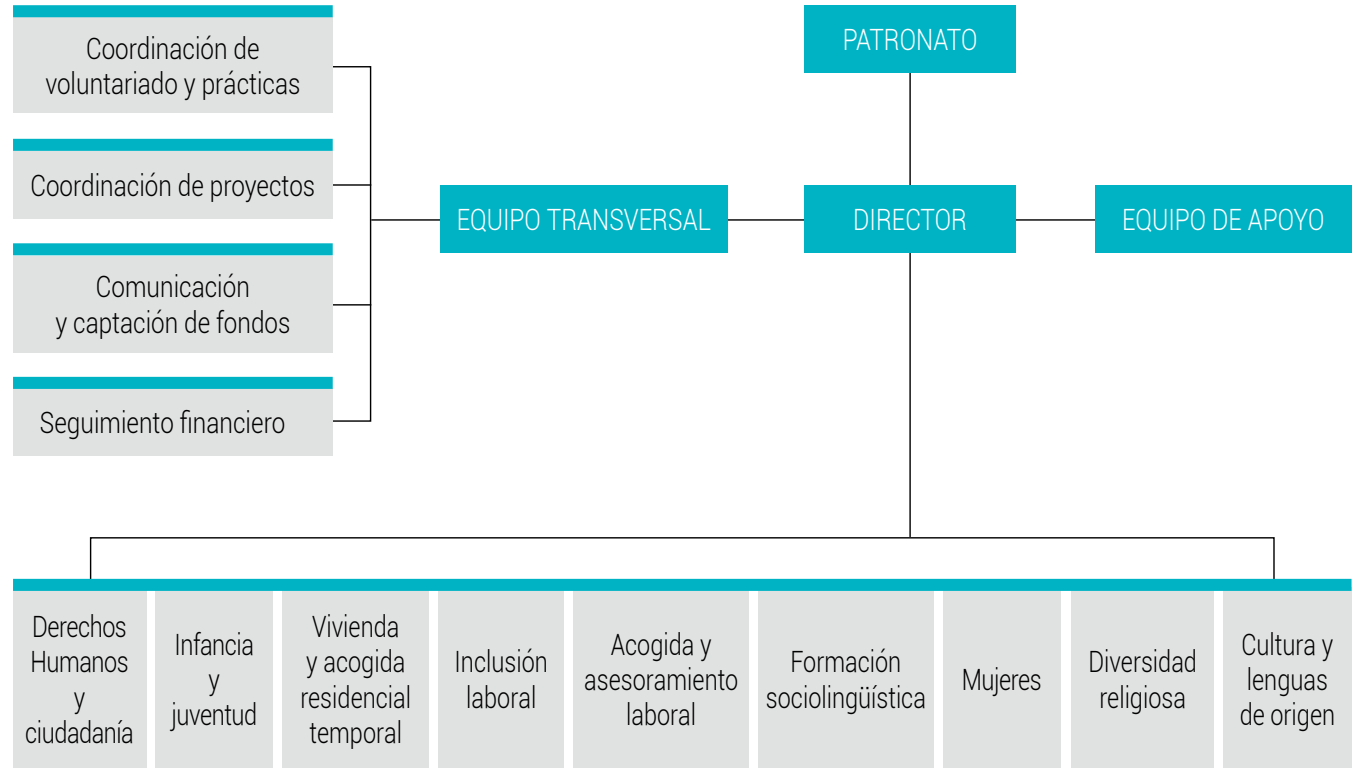 Coordinación de
voluntariado y prácticas
Coordinación de proyectos
Comunicación
y captación de fondos
Seguimiento financiero
PATRONATO
EQUIPO TRANSVERSAL
DIRECTOR
EQUIPO DE APOYO
Derechos
Humanos
y
ciudadanía
Infancia
y
juventud
Vivienda
y acogida
residencial
temporal
Inclusión
laboral
Acogida y
asesoramiento
laboral
Formación
sociolingüística
Mujeres
Diversidad
religiosa
Cultura y
lenguas
de origen